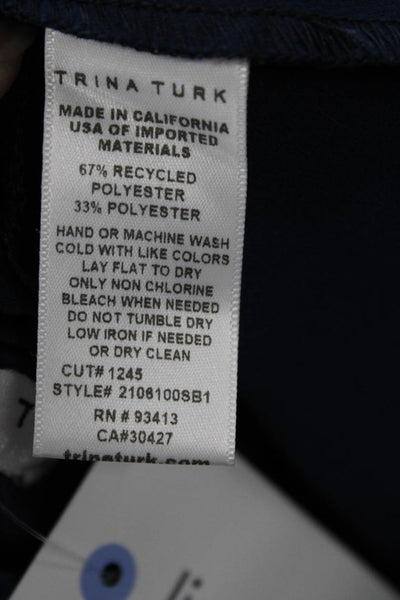 TRINA TURK
MADE IN CALIFORNIA
USA OF IMPORTED
MATERIALS
67% RECYCLED
POLYESTER
33% POLYESTER
HAND OR MACHINE WASH
COLD WITH LIKE COLORS
LAY FLAT TO DRY
ONLY NON CHLORINE
BLEACH WHEN NEEDED
DO NOT TUMBLE DRY
LOW IRON IF NEEDED
OR DRY CLEAN
CUT# 1245
STYLE# 2106100SB1
RN # 93413
CA#30427
trinaturk.com